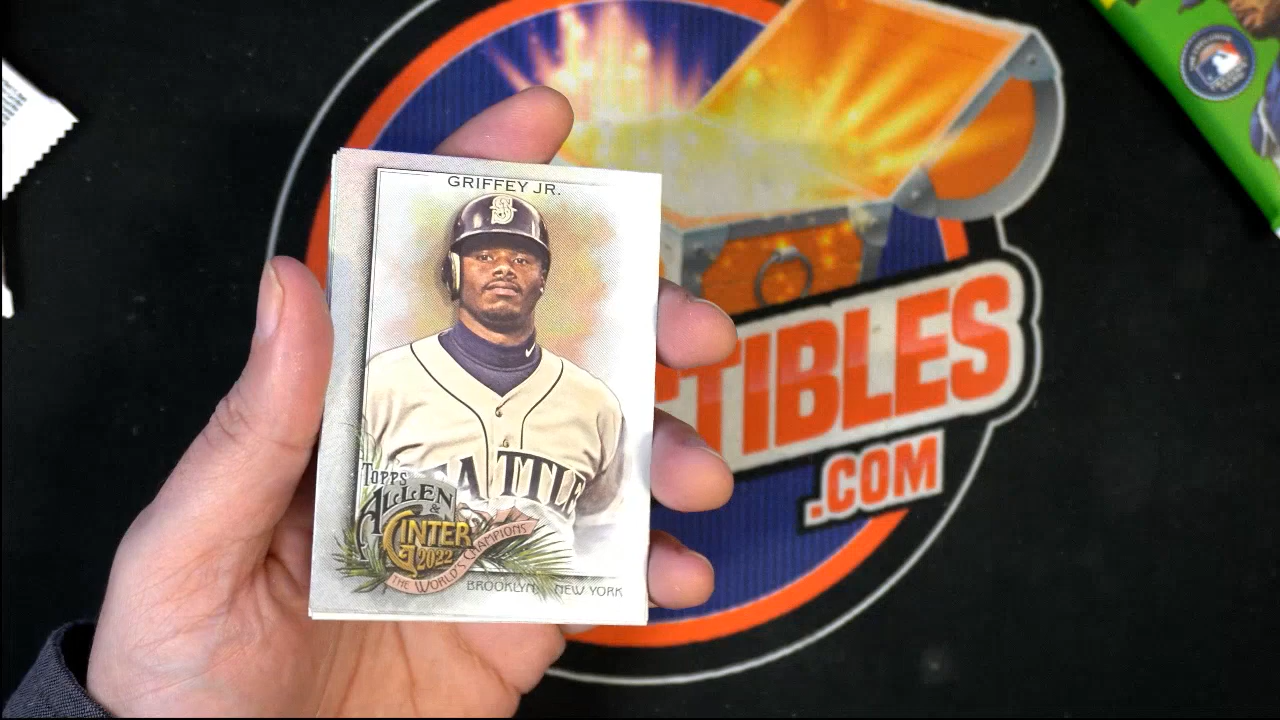 GRIFFEY JR.
SEATTLE
TOPPS
ALLEN &
GINTER
2022
THE WORLD'S CHAMPIONS
BROOKLYN NEW YORK
TIBLES
.COM